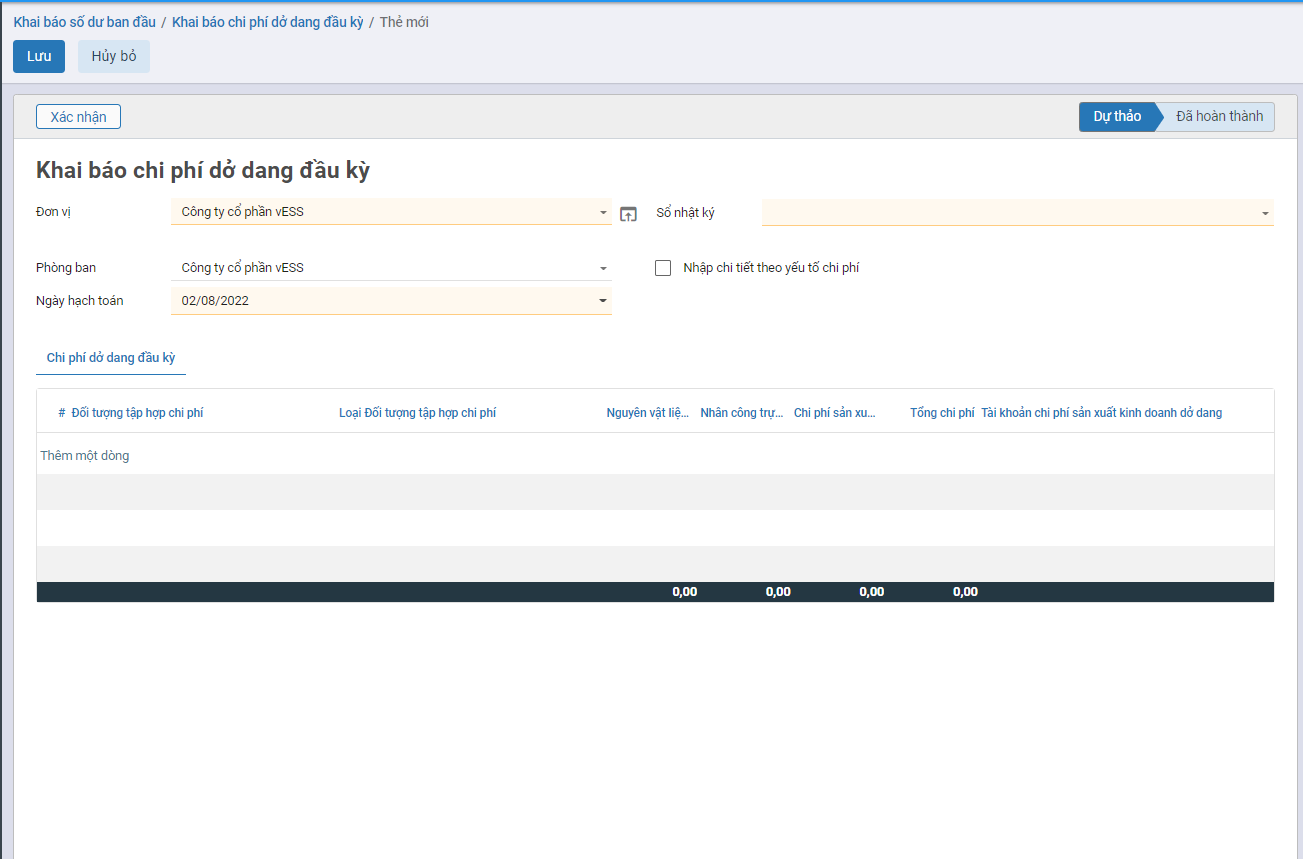 Khai báo số dư ban đầu / Khai báo chi phí dở dang đầu kỳ / Thẻ mới
Lưu Hủy bỏ
Xác nhận Dự thảo Đã hoàn thành
Khai báo chi phí dở dang đầu kỳ
Đơn vị Công ty cổ phần vESS Sổ nhật ký
Phòng ban Công ty cổ phần vESS Nhập chi tiết theo yếu tố chi phí
Ngày hạch toán 02/08/2022
Chi phí dở dang đầu kỳ
# Đối tượng tập hợp chi phí Loại Đối tượng tập hợp chi phí Nguyên vật liệ... Nhân công trự... Chi phí sản xu... Tổng chi phí Tài khoản chi phí sản xuất kinh doanh dở dang
Thêm một dòng
0,00 0,00 0,00 0,00